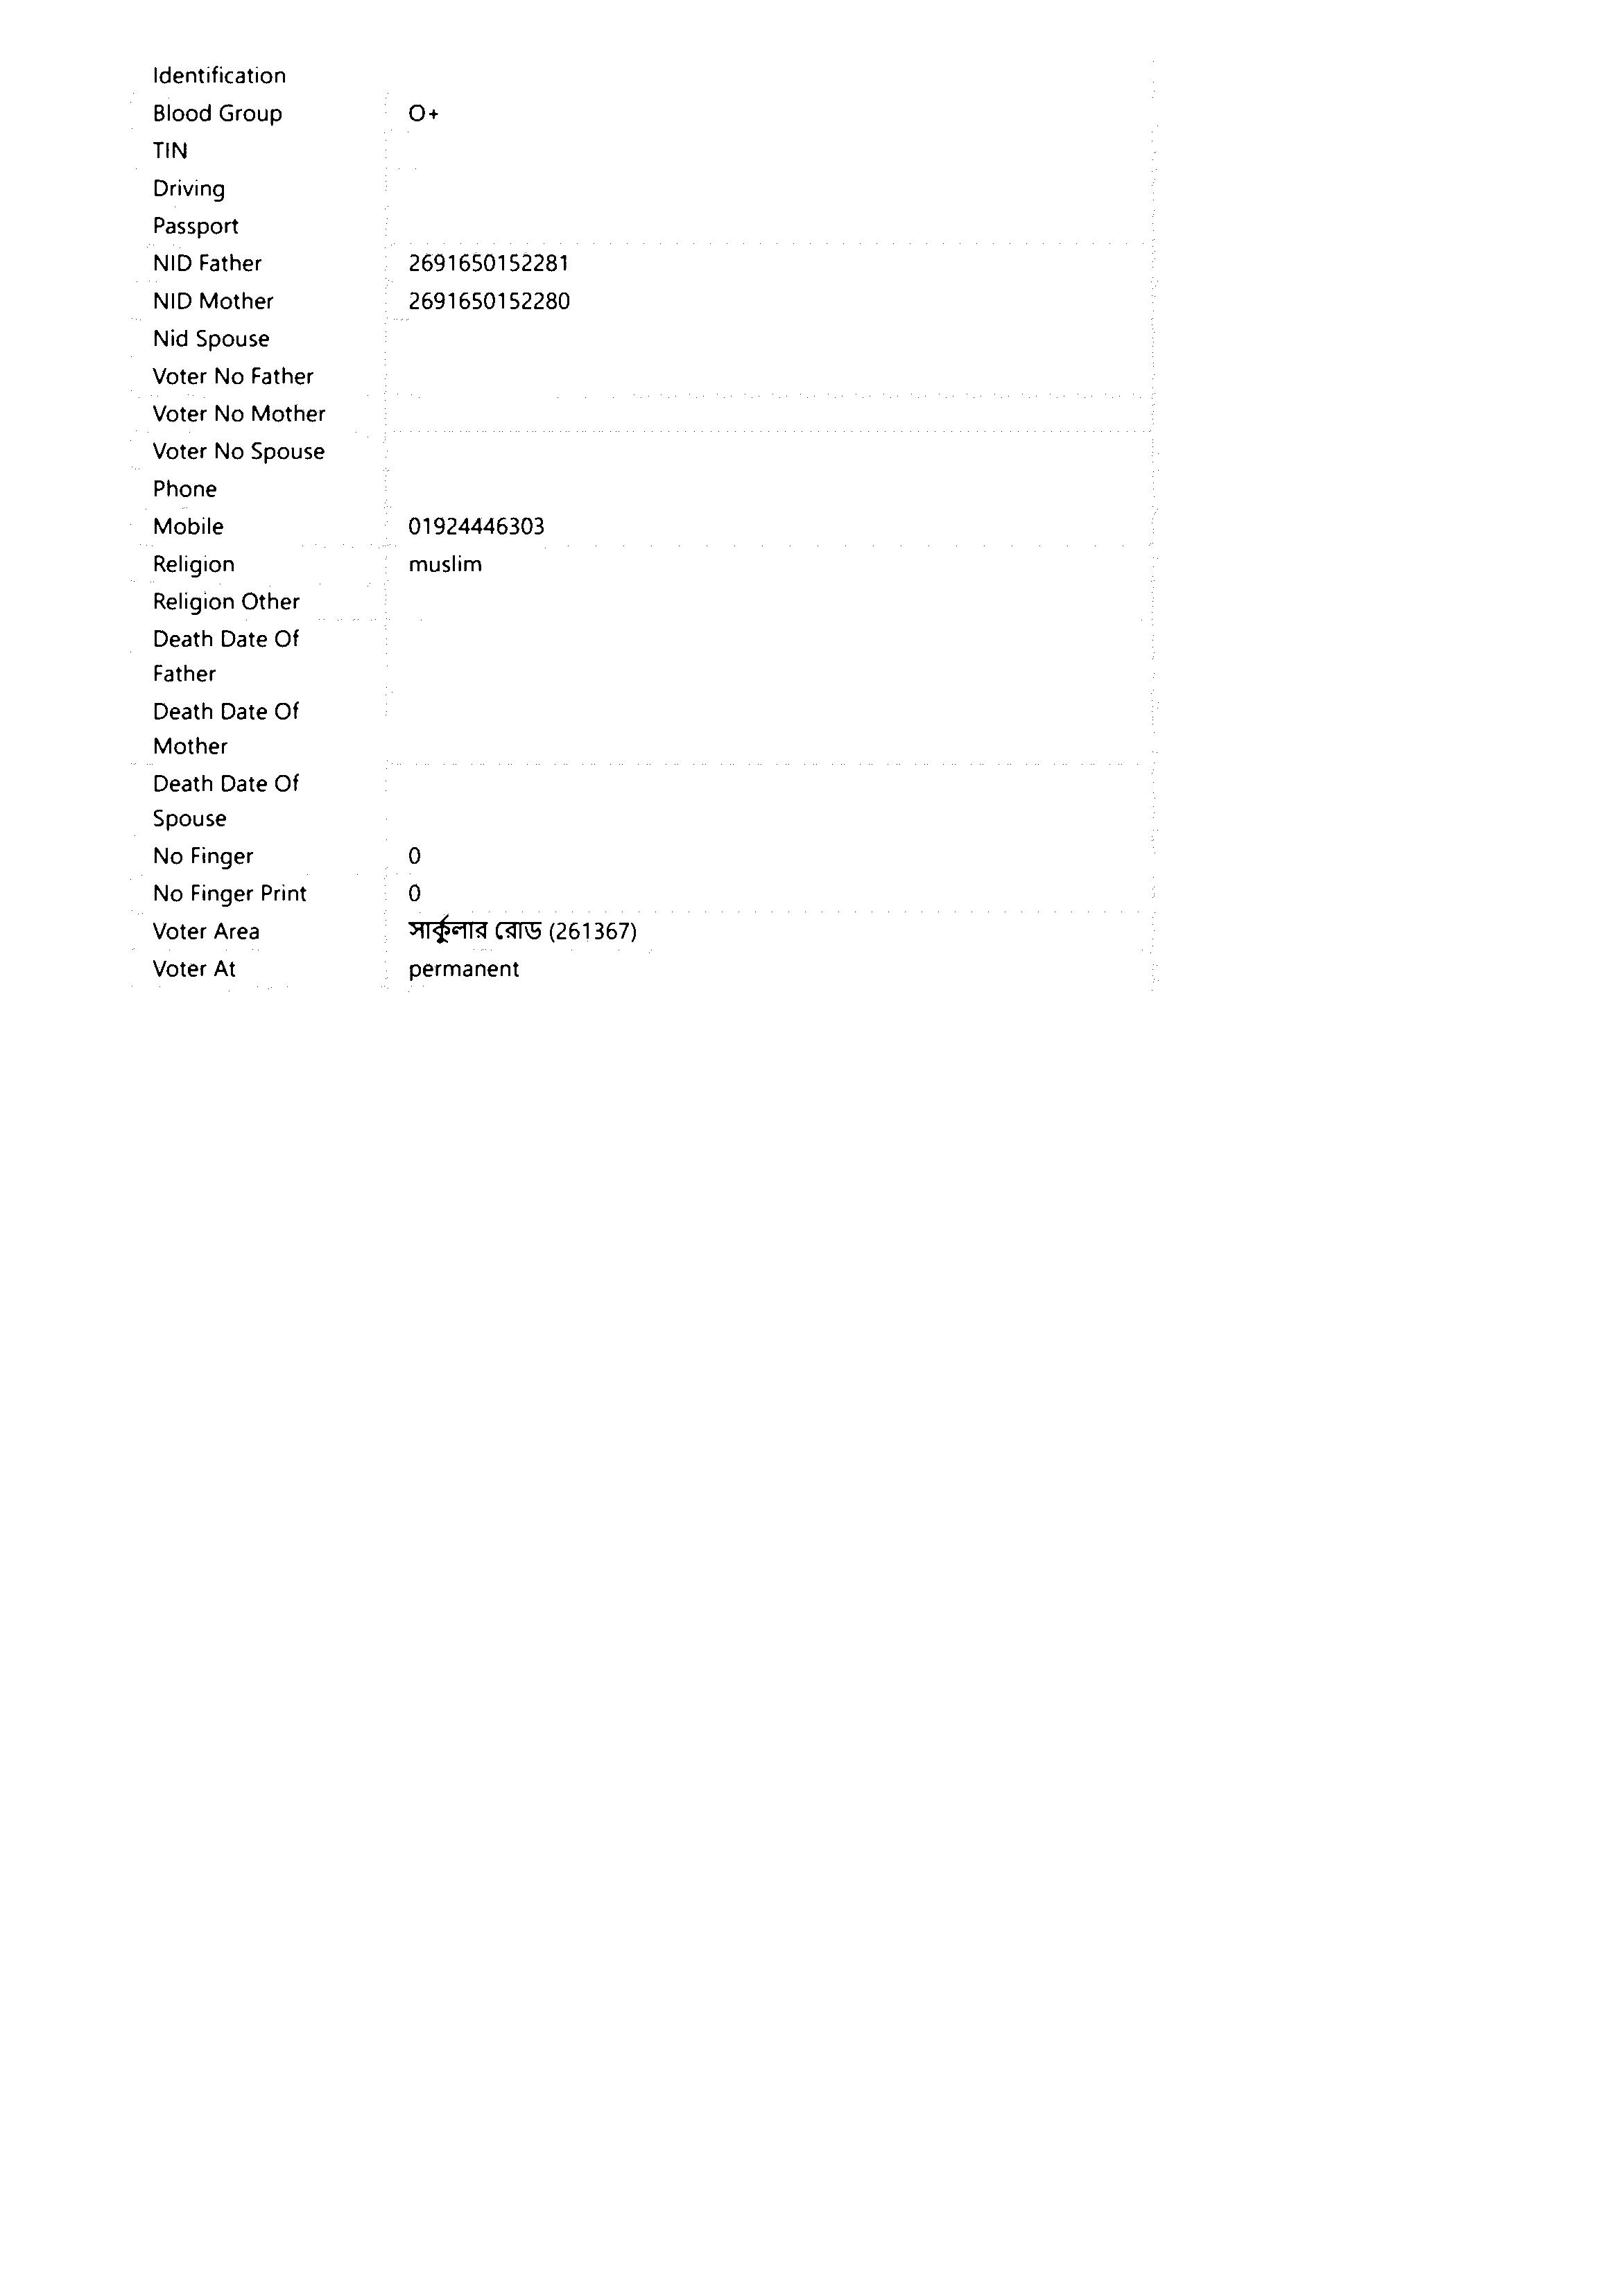 Identification
Blood Group O+
TIN
Driving
Passport
NID Father 2691650152281
NID Mother 2691650152280
Nid Spouse
Voter No Father
Voter No Mother
Voter No Spouse
Phone
Mobile 01924446303
Religion muslim
Religion Other
Death Date Of
Father
Death Date Of
Mother
Death Date Of
Spouse
No Finger 0
No Finger Print 0
Voter Area সার্কুলার রোড (261367)
Voter At permanent